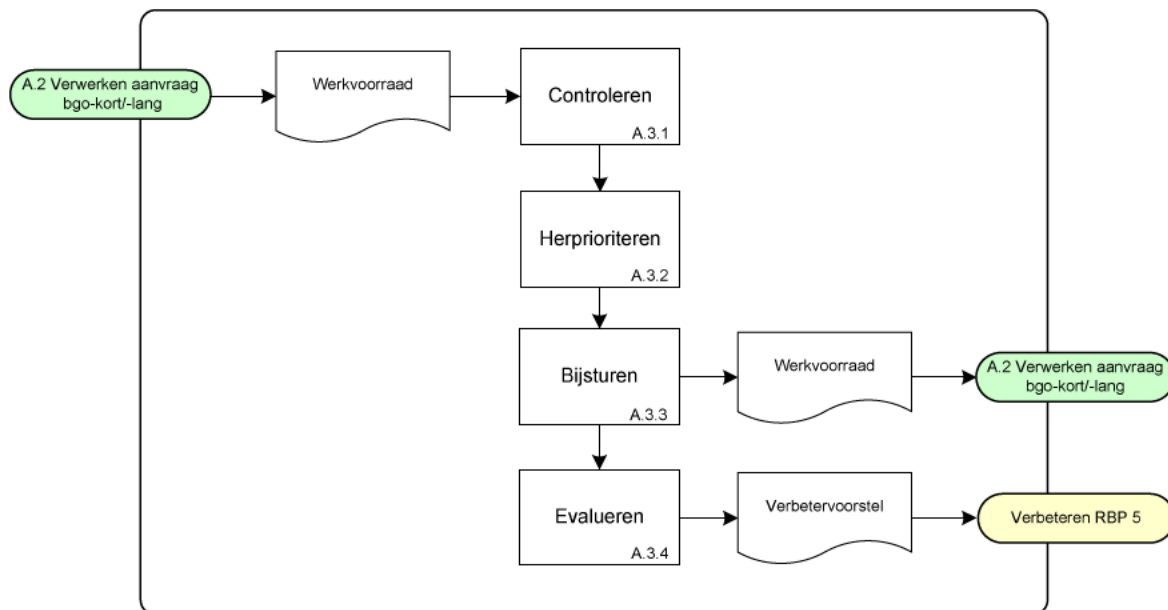 A.2 Verwerken aanvraag
bgo-kort/-lang
Werkvoorraad
Controleren
A.3.1
Herprioriteren
A.3.2
Bijsturen
A.3.3
Werkvoorraad
A.2 Verwerken aanvraag
bgo-kort/-lang
Evalueren
A.3.4
Verbetervoorstel
Verbeteren RBP 5